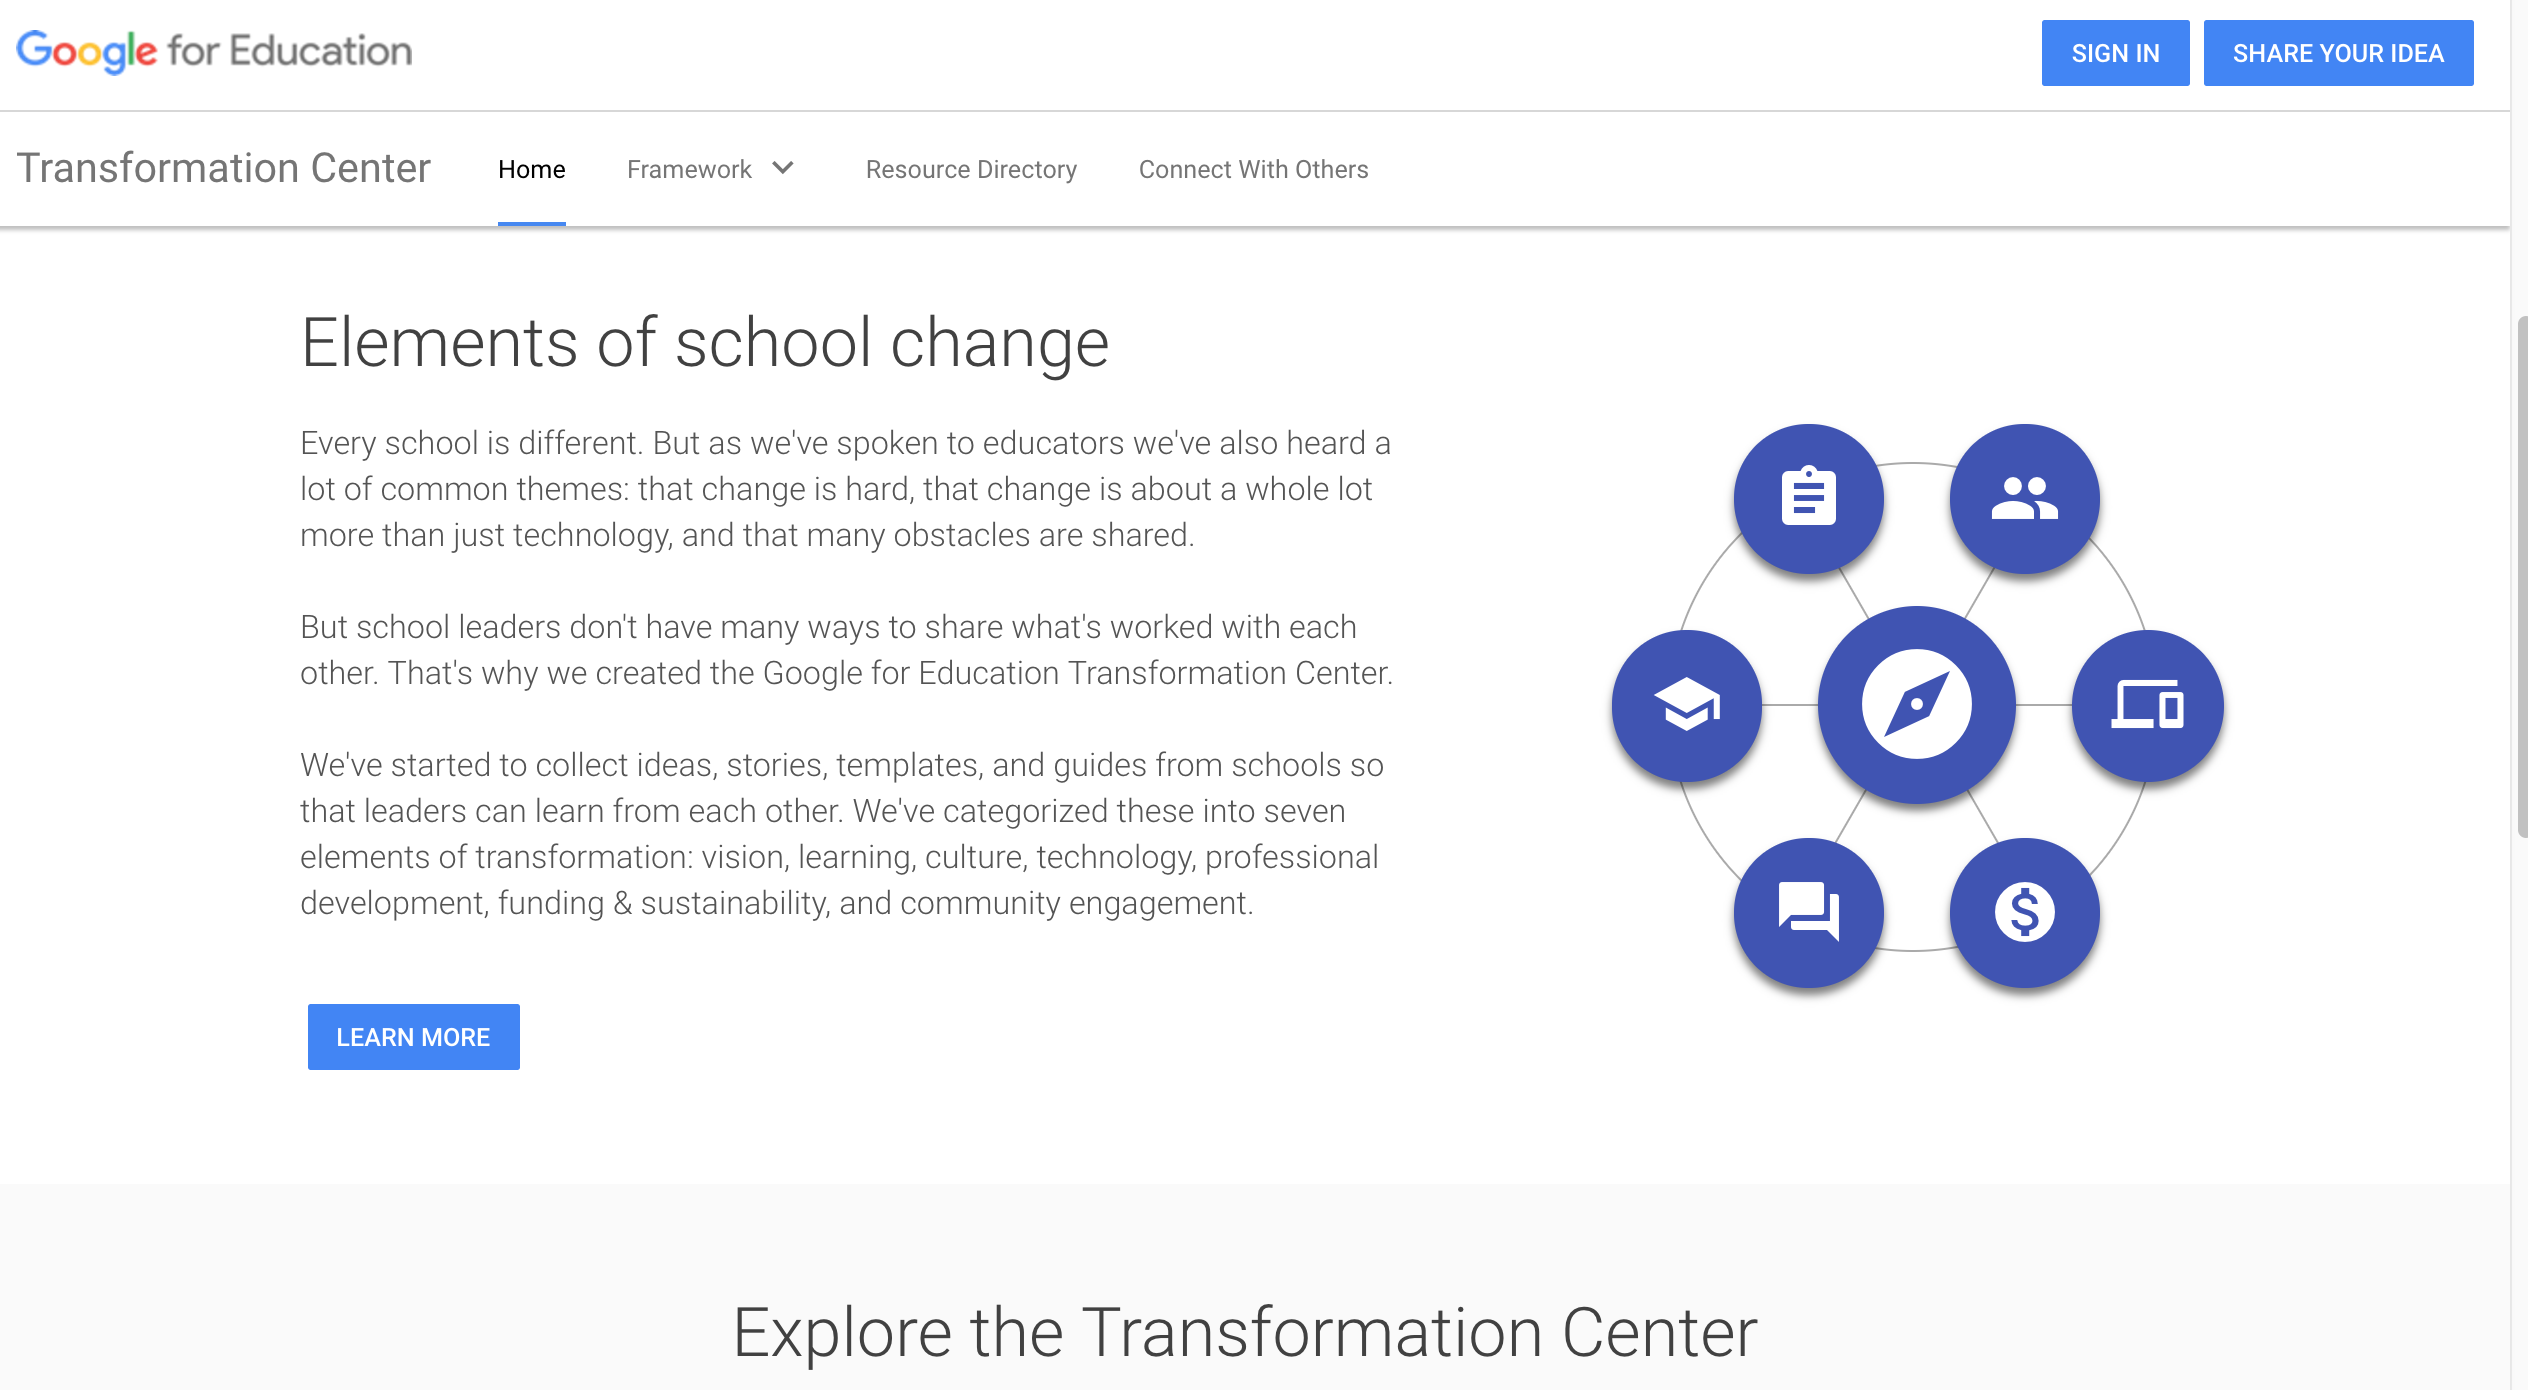 Google for Education
SIGN IN
SHARE YOUR IDEA
Transformation Center
Home
Framework
Resource Directory
Connect With Others
Elements of school change
Every school is different. But as we've spoken to educators we've also heard a
lot of common themes: that change is hard, that change is about a whole lot
more than just technology, and that many obstacles are shared.
But school leaders don't have many ways to share what's worked with each
other. That's why we created the Google for Education Transformation Center.
We've started to collect ideas, stories, templates, and guides from schools so
that leaders can learn from each other. We've categorized these into seven
elements of transformation: vision, learning, culture, technology, professional
development, funding & sustainability, and community engagement.
$
LEARN MORE
Explore the Transformation Center